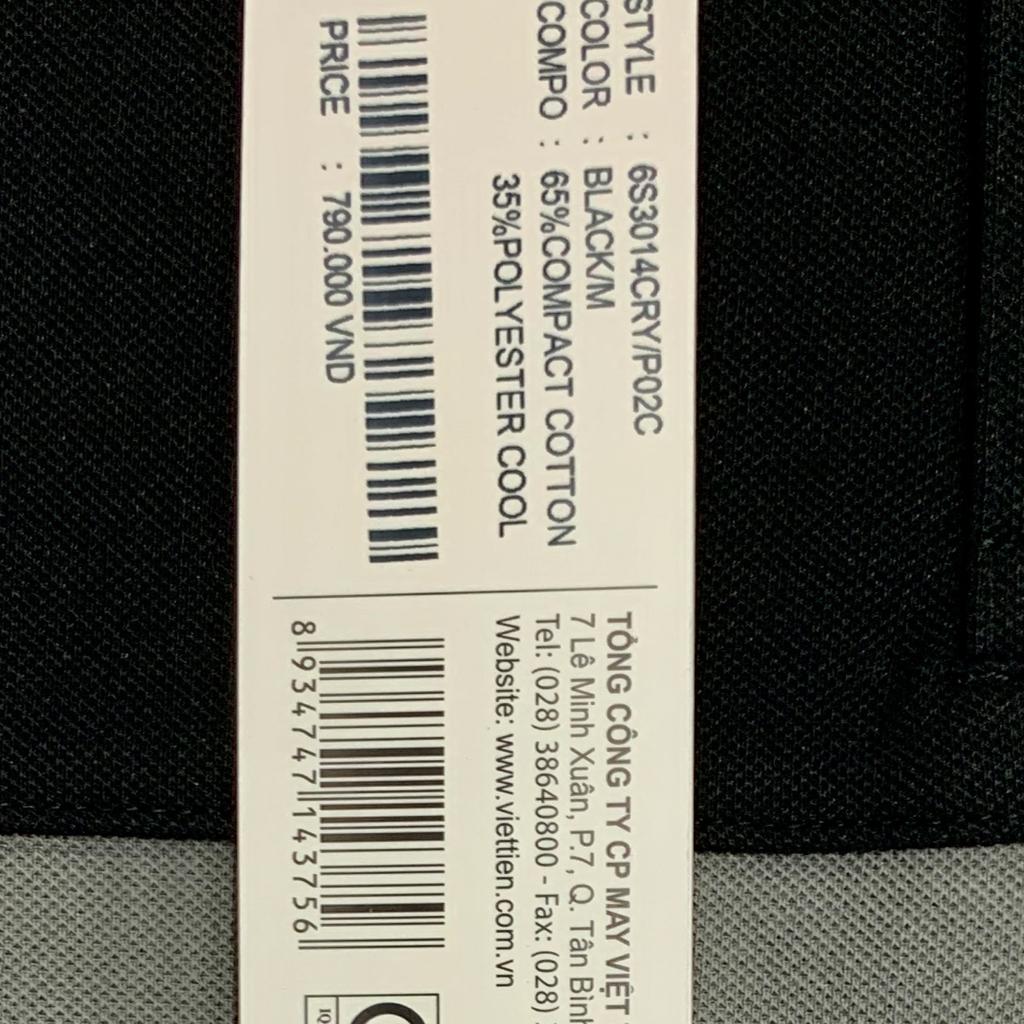 STYLE : 6S3014CRY/P02C
COLOR : BLACK/M
COMPO : 65%COMPACT COTTON
35%POLYESTER COOL
PRICE : 790.000 VND
TỔNG CÔNG TY CP MAY VIỆT
7 Lê Minh Xuân, P.7, Q. Tân Bình
Tel: (028) 38640800 - Fax: (028)
Website: www.viettien.com.vn
8 934747 143756
IQ